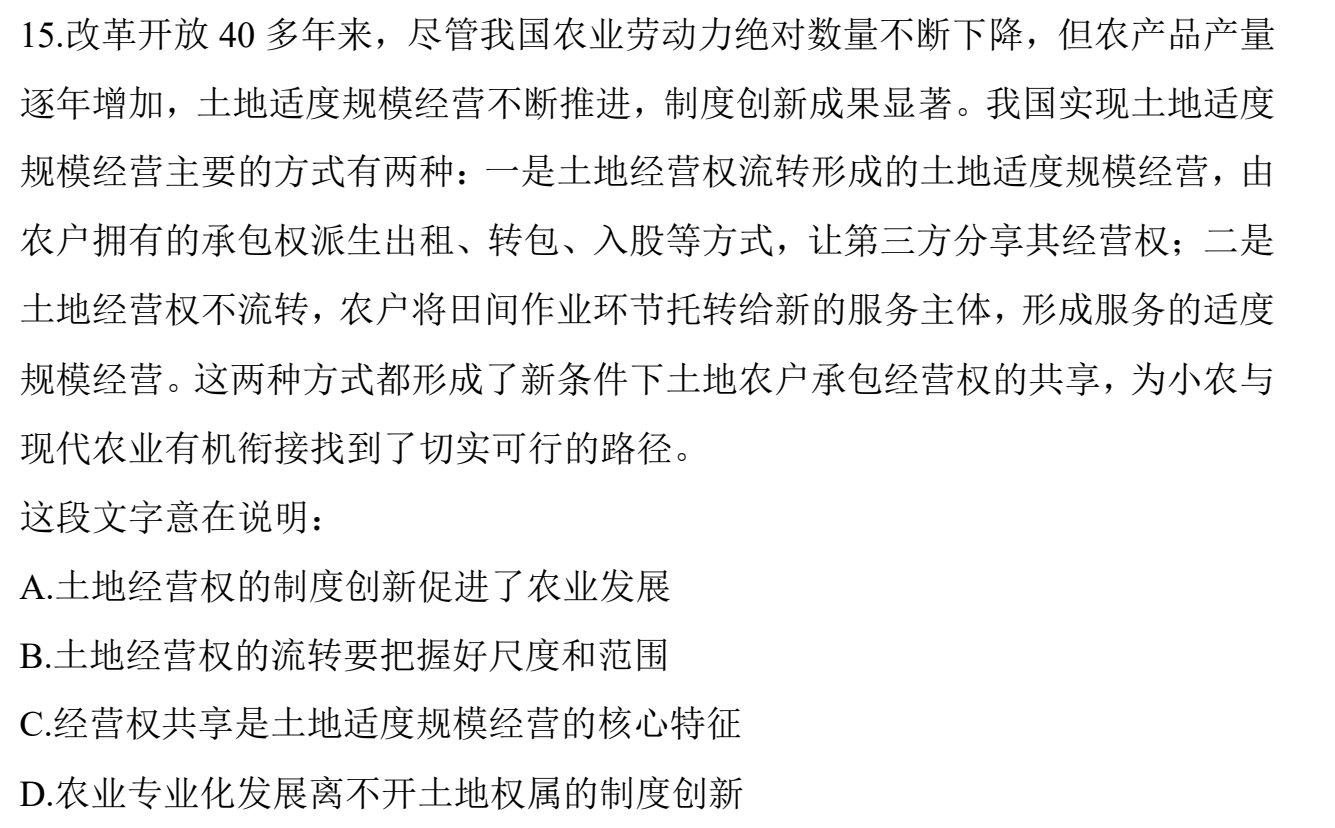 15.改革开放 40 多年来，尽管我国农业劳动力绝对数量不断下降，但农产品产量
逐年增加，土地适度规模经营不断推进，制度创新成果显著。我国实现土地适度
规模经营主要的方式有两种：一是土地经营权流转形成的土地适度规模经营，由
农户拥有的承包权派生出租、转包、入股等方式，让第三方分享其经营权；二是
土地经营权不流转，农户将田间作业环节托转给新的服务主体，形成服务的适度
规模经营。这两种方式都形成了新条件下土地农户承包经营权的共享，为小农与
现代农业有机衔接找到了切实可行的路径。
这段文字意在说明：
A.土地经营权的制度创新促进了农业发展
B.土地经营权的流转要把握好尺度和范围
C.经营权共享是土地适度规模经营的核心特征
D.农业专业化发展离不开土地权属的制度创新